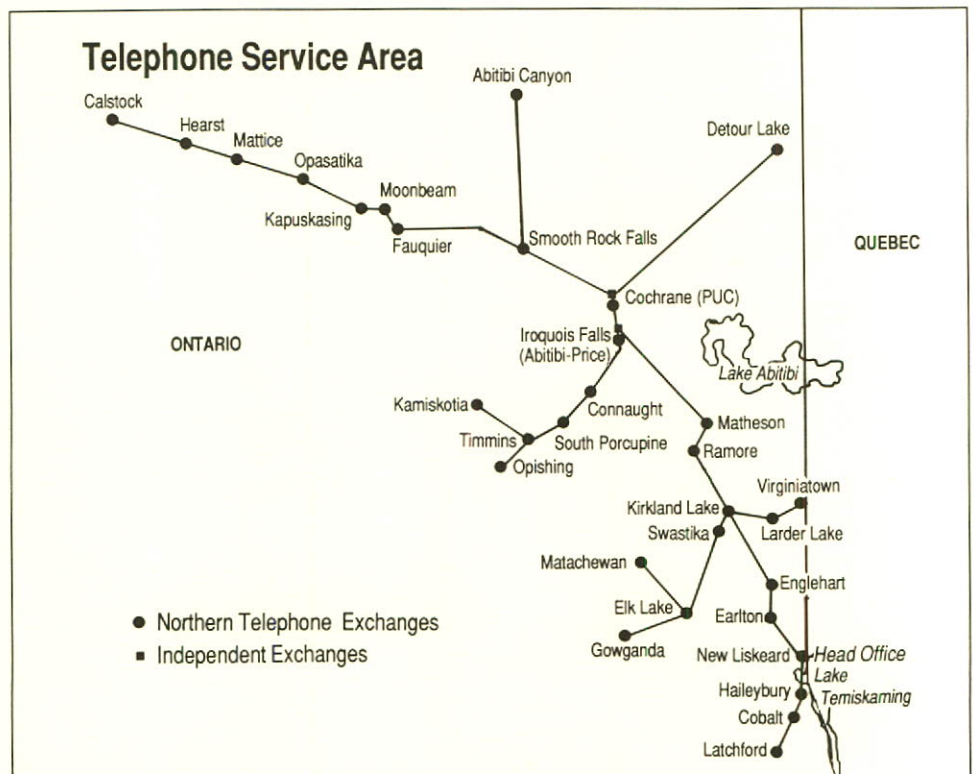 Telephone Service Area
Abitibi Canyon
Calstock
Hearst
Mattice
Opasatika
Moonbeam
Kapuskasing
Fauquier
Detour Lake
Smooth Rock Falls
QUEBEC
Cochrane (PUC)
ONTARIO
Iroquois Falls
(Abitibi-Price)
Lake Abitibi
Kamiskotia
Connaught
Matheson
Timmins
South Porcupine
Ramore
Opishing
Virginiatown
Kirkland Lake
Larder Lake
Swastika
Matachewan
Englehart
Elk Lake
Earlton
Gowganda
Northern Telephone Exchanges
Independent Exchanges
New Liskeard
Head Office
Lake
Temiskaming
Haileybury
Cobalt
Latchford